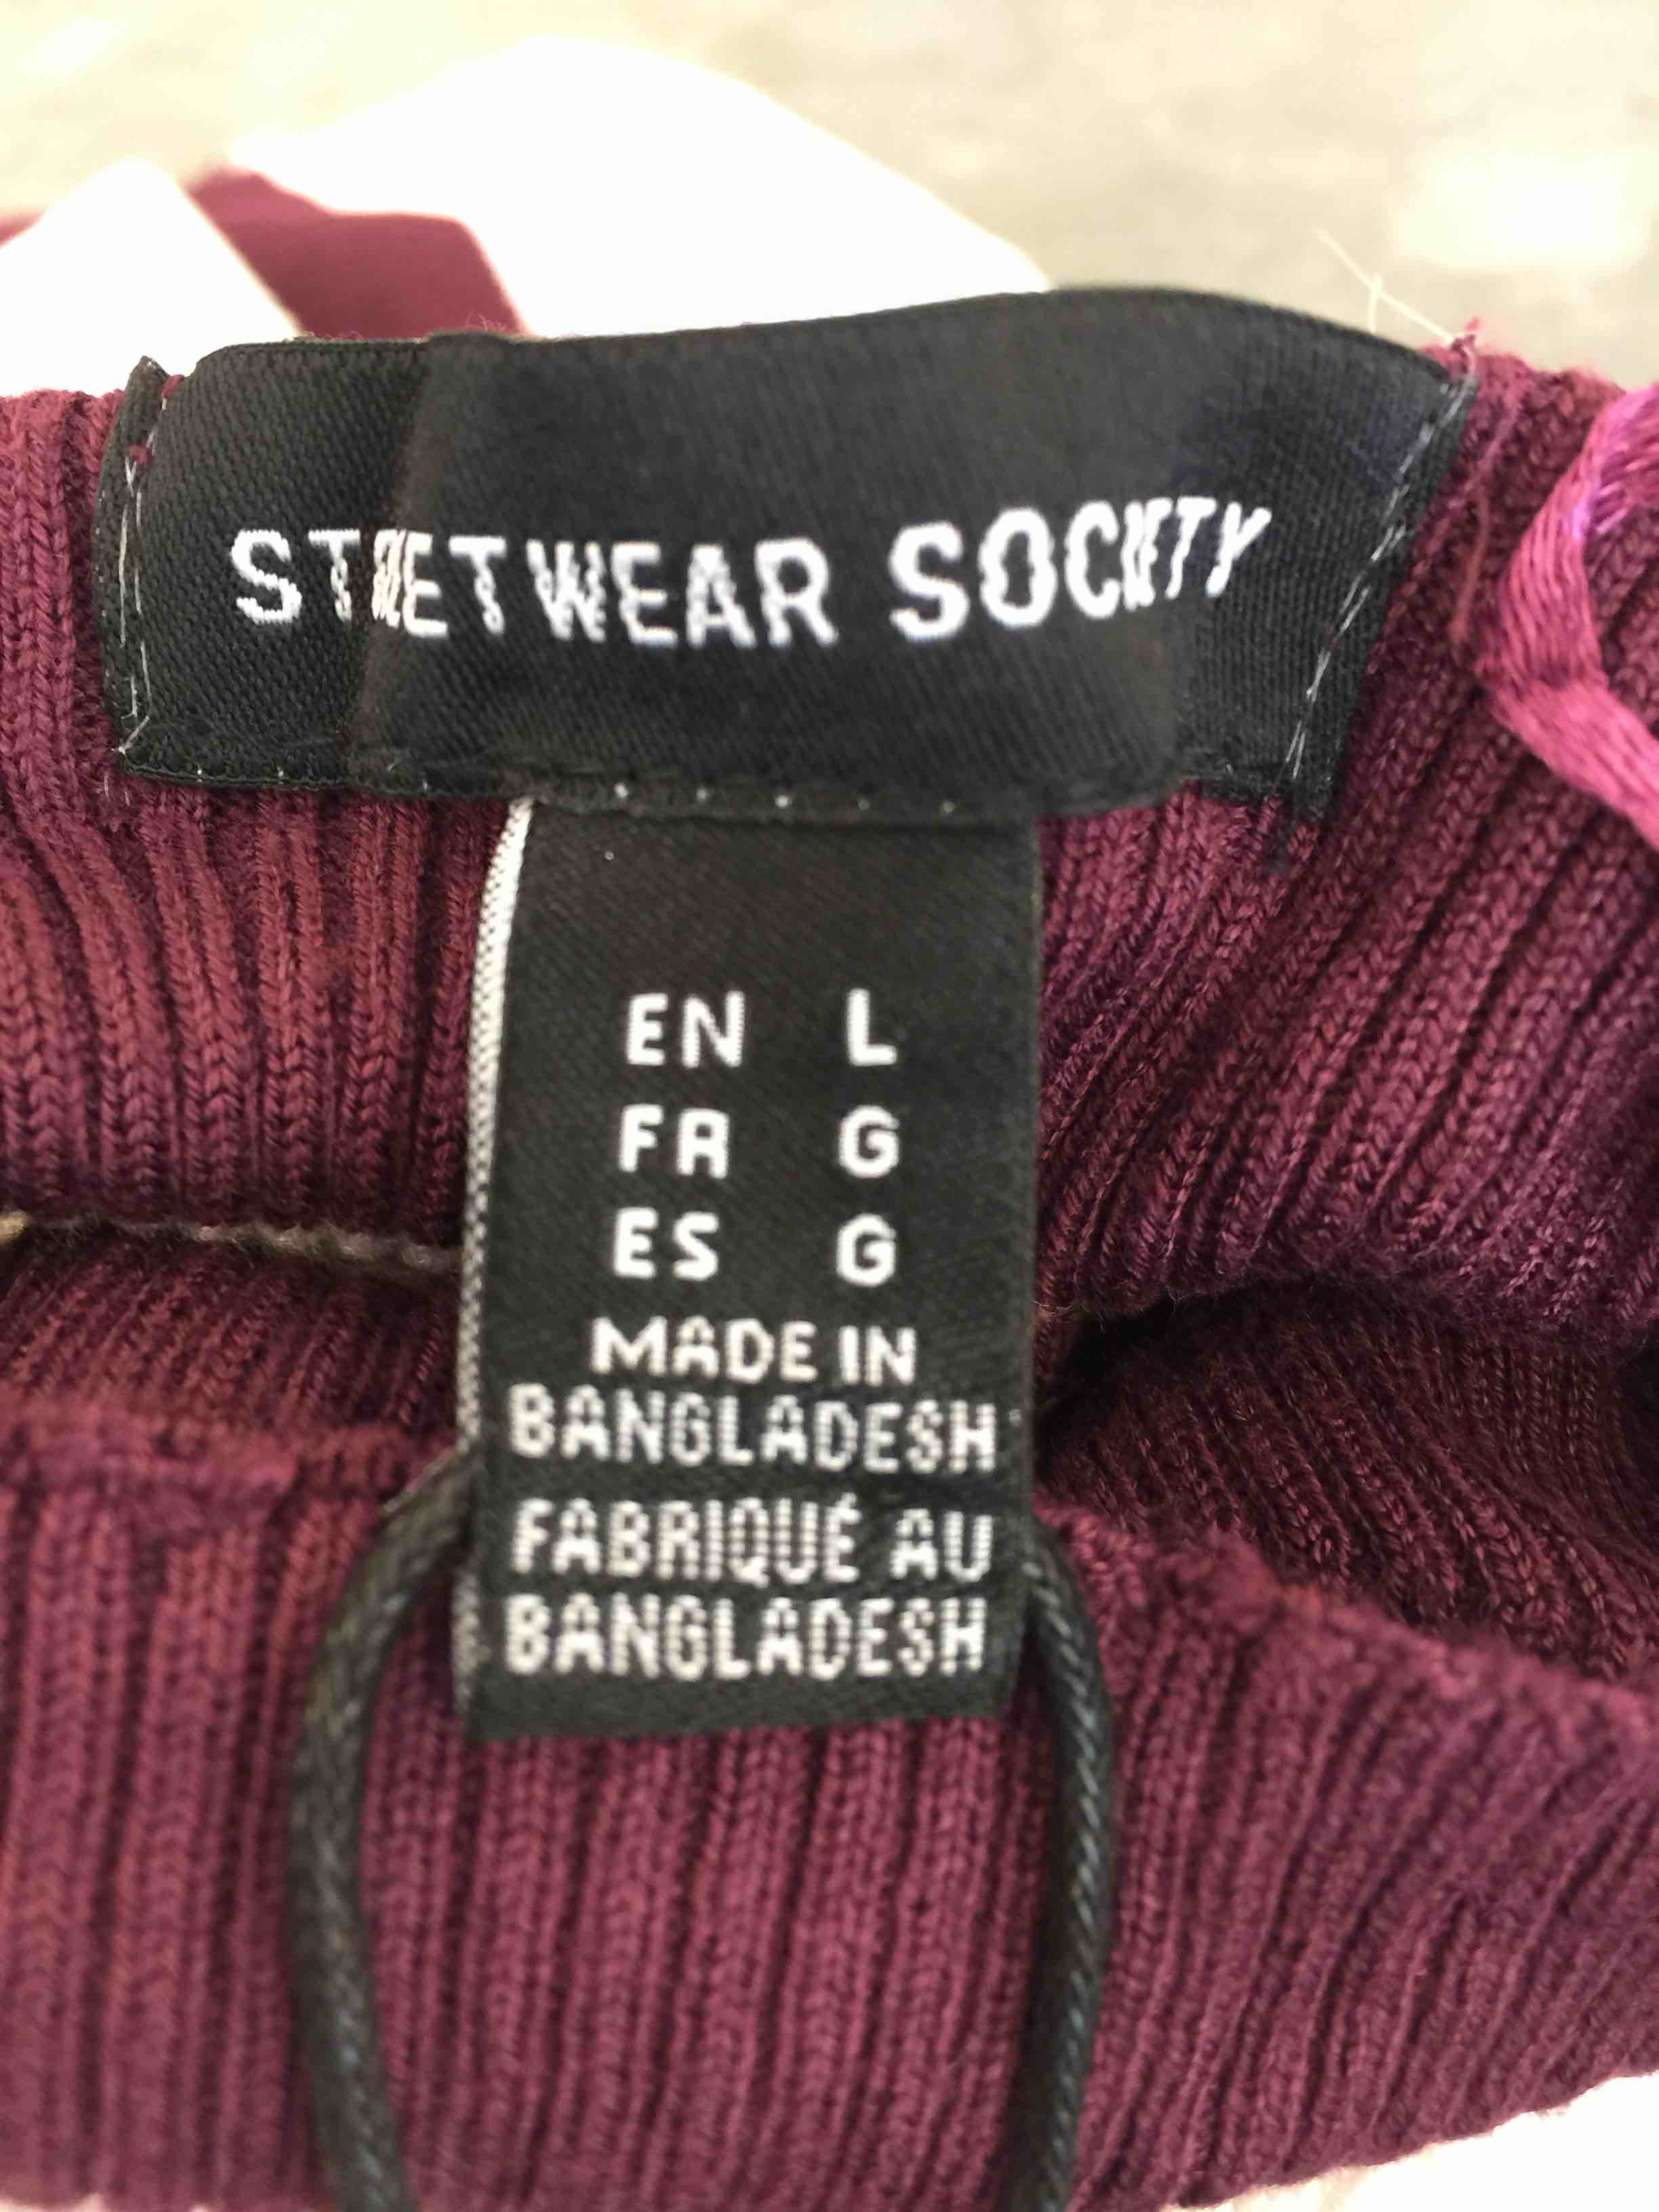 STREETWEAR SOCIETY
EN L
FR G
ES G
MADE IN
BANGLADESH
FABRIQUÉ AU
BANGLADESH